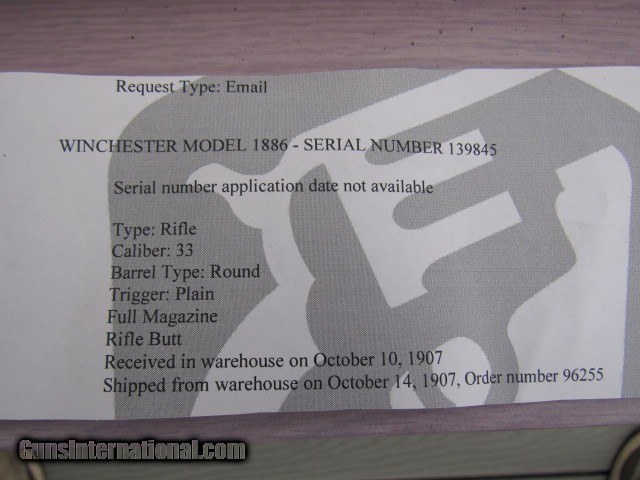 Request Type: Email
WINCHESTER MODEL 1886 - SERIAL NUMBER 139845
Serial number application date not available
Type: Rifle
Caliber: 33
Barrel Type: Round
Trigger: Plain
Full Magazine
Rifle Butt
Received in warehouse on October 10, 1907
Shipped from warehouse on October 14, 1907, Order number 96255
GunsInternational.com